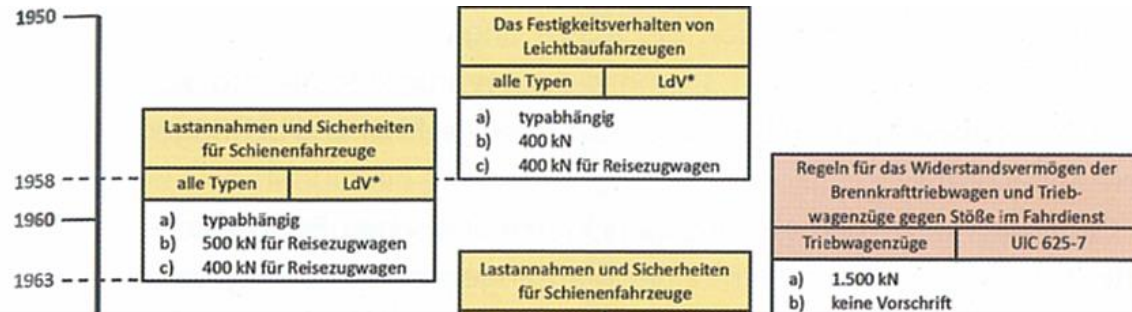 1950
Das Festigkeitsverhalten von
Leichtbaufahrzeugen
alle Typen LdV*
a) typabhängig
b) 400 kN
c) 400 kN für Reisezugwagen
Lastannahmen und Sicherheiten
für Schienenfahrzeuge
1958
alle Typen LdV*
a) typabhängig
b) 500 kN für Reisezugwagen
c) 400 kN für Reisezugwagen
1960
1963
Lastannahmen und Sicherheiten
für Schienenfahrzeuge
Regeln für das Widerstandsvermögen der
Brennkrafttriebwagen und Trieb-
wagenzüge gegen Stöße im Fahrdienst
Triebwagenzüge UIC 625-7
a) 1.500 kN
b) keine Vorschrift